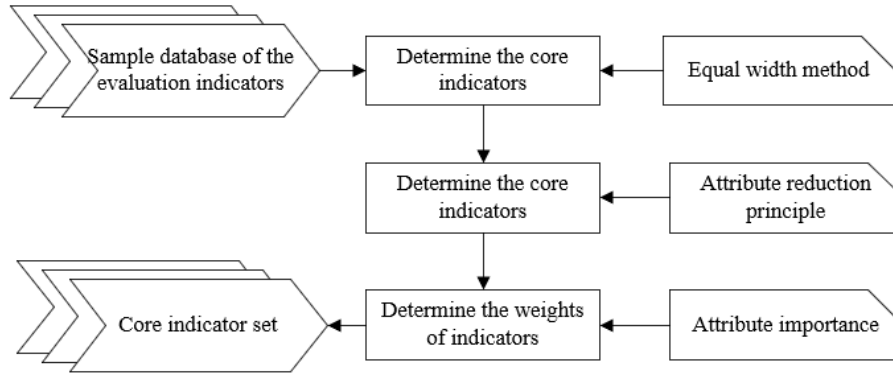 Sample database of the
evaluation indicators
Determine the core
indicators
Equal width method
Determine the core
indicators
Attribute reduction
principle
Core indicator set
Determine the weights
of indicators
Attribute importance